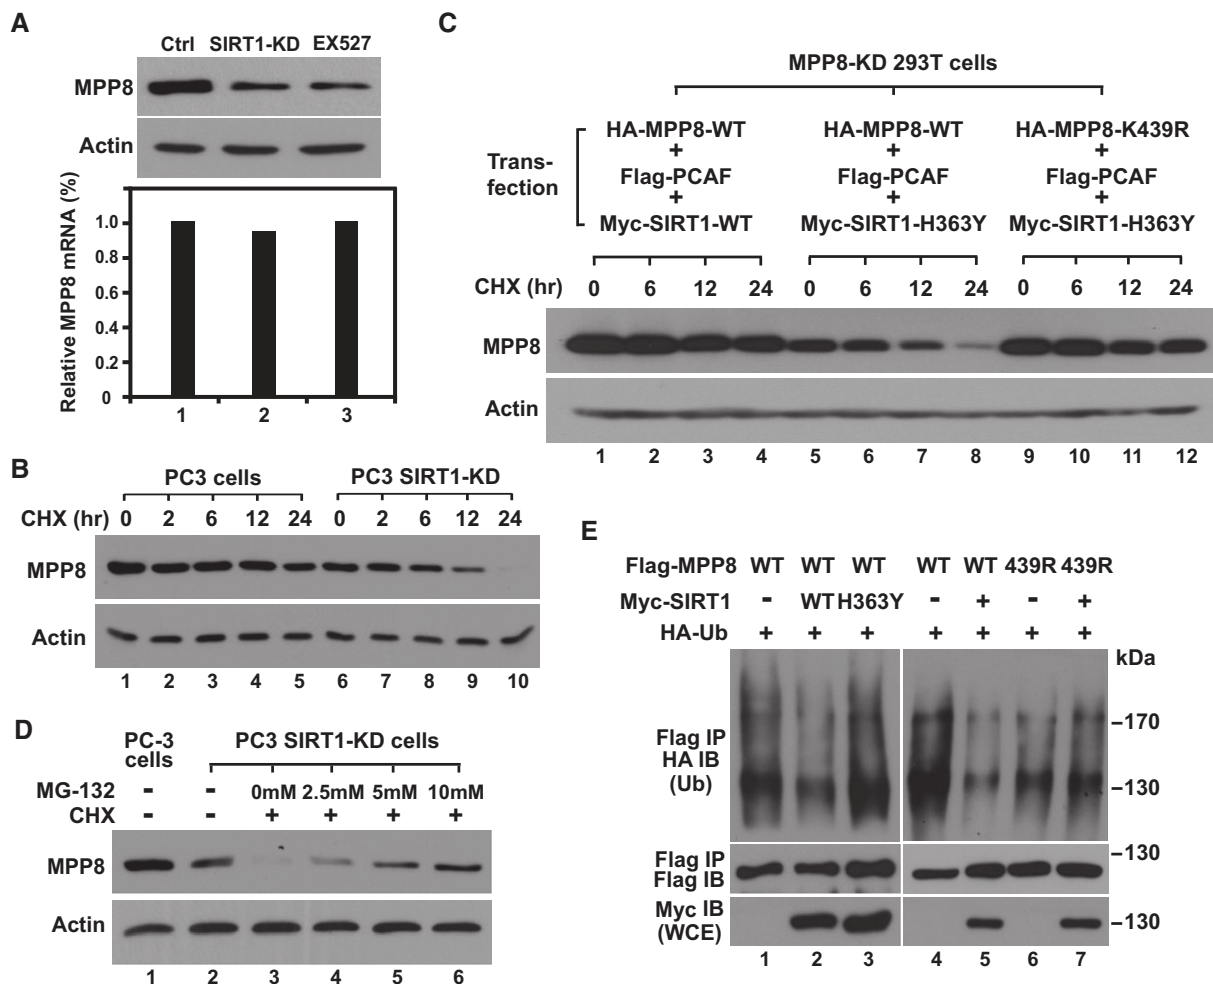 A
Ctrl SIRT1-KD EX527
MPP8
Actin
Relative MPP8 mRNA (%)
1.0
0.8
0.6
0.4
0.2
0
1 2 3
B
PC3 cells PC3 SIRT1-KD
CHX (hr) 0 2 6 12 24 0 2 6 12 24
MPP8
Actin
1 2 3 4 5 6 7 8 9 10
C
MPP8-KD 293T cells
Trans-
fection
HA-MPP8-WT HA-MPP8-WT HA-MPP8-K439R
+ + +
Flag-PCAF Flag-PCAF Flag-PCAF
+ + +
Myc-SIRT1-WT Myc-SIRT1-H363Y Myc-SIRT1-H363Y
CHX (hr) 0 6 12 24 0 6 12 24 0 6 12 24
MPP8
Actin
1 2 3 4 5 6 7 8 9 10 11 12
D
PC-3
cells
PC3 SIRT1-KD cells
MG-132 - - 0mM 2.5mM 5mM 10mM
CHX - - + + + +
MPP8
Actin
1 2 3 4 5 6
E
Flag-MPP8 WT WT WT WT WT 439R 439R
Myc-SIRT1 - WT H363Y - + - +
HA-Ub + + + + + + +
kDa
Flag IP
HA IB
(Ub)
-170
-130
Flag IP
Flag IB
-130
Myc IB
(WCE)
-130
1 2 3 4 5 6 7